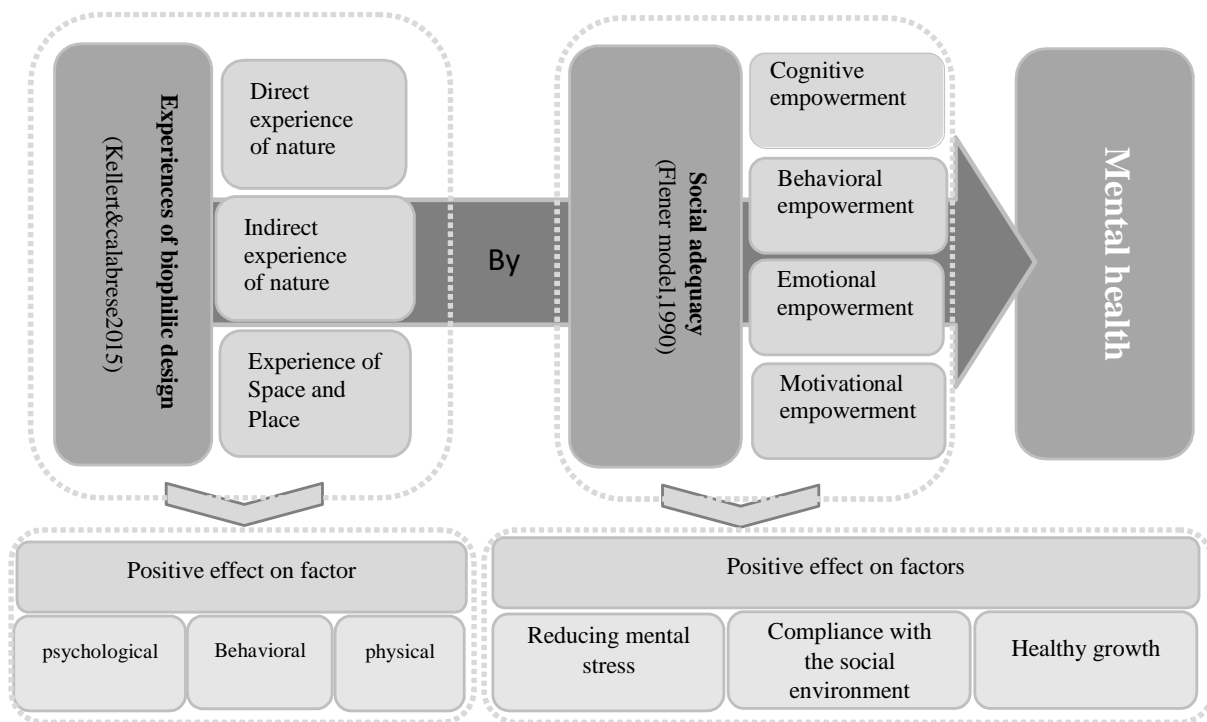 Experiences of biophilic design
(Kellert&calabrese2015)
Direct
experience
of nature
Indirect
experience
of nature
Experience of
Space and
Place
By
Social adequacy
(Flener model,1990)
Cognitive
empowerment
Behavioral
empowerment
Emotional
empowerment
Motivational
empowerment
Mental health
Positive effect on factor
psychological
Behavioral
physical
Positive effect on factors
Reducing mental
stress
Compliance with
the social
environment
Healthy growth